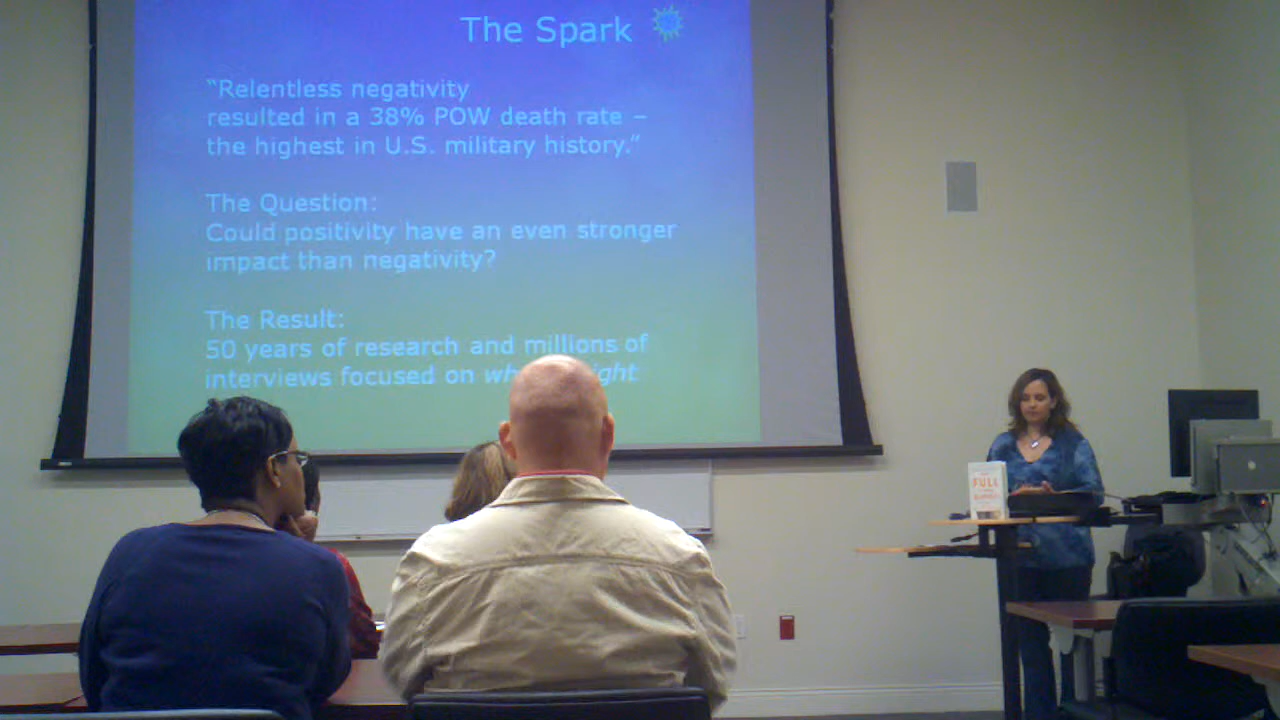 The Spark
“Relentless negativity
resulted in a 38% POW death rate –
the highest in U.S. military history.”
The Question:
Could positivity have an even stronger
impact than negativity?
The Result:
50 years of research and millions of
interviews focused on
FULL